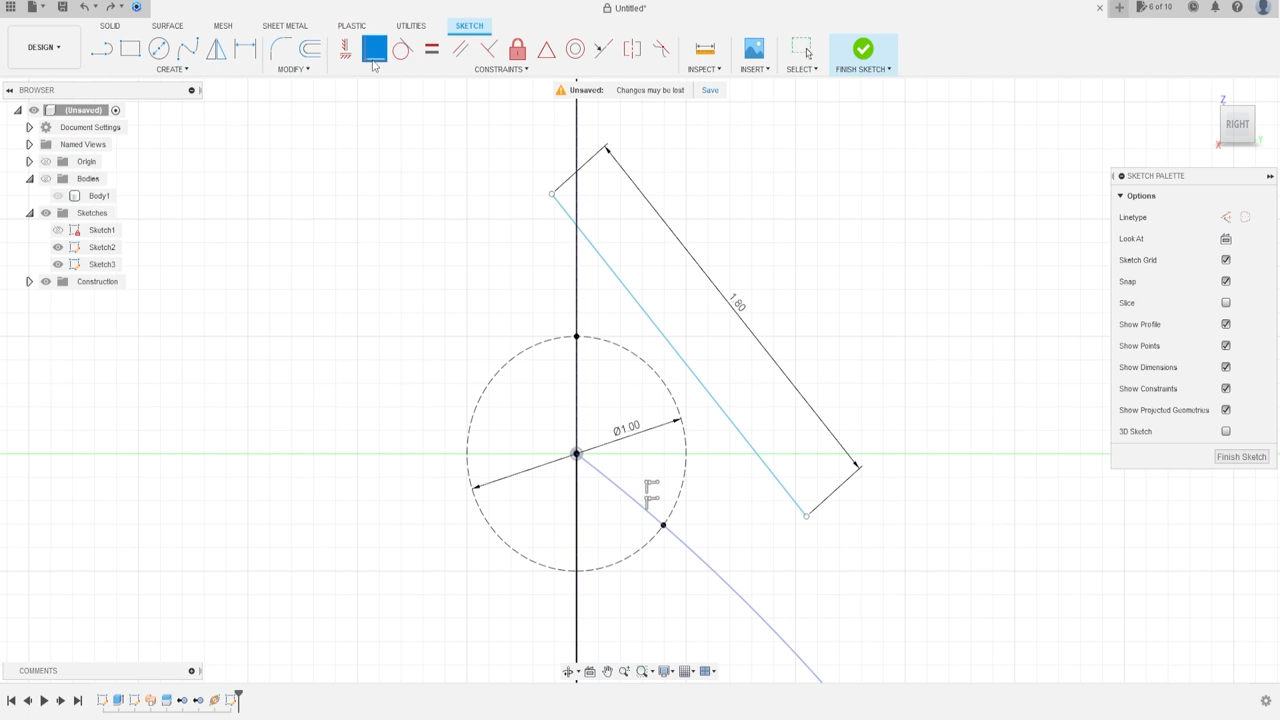 Untitled*
6 of 10
DESIGN
SOLID
SURFACE
MESH
SHEET METAL
PLASTIC
UTILITIES
SKETCH
CREATE
MODIFY
CONSTRAINTS
INSPECT
INSERT
SELECT
FINISH SKETCH
BROWSER
Unsaved: Changes may be lost Save
(Unsaved)
Document Settings
Named Views
Origin
Bodies
Body1
Sketches
Sketch1
Sketch2
Sketch3
Construction
1.80
Ø1.00
Z
RIGHT
X
Y
SKETCH PALETTE
Options
Linetype
Look At
Sketch Grid
Snap
Slice
Show Profile
Show Points
Show Dimensions
Show Constraints
Show Projected Geometries
3D Sketch
Finish Sketch
COMMENTS